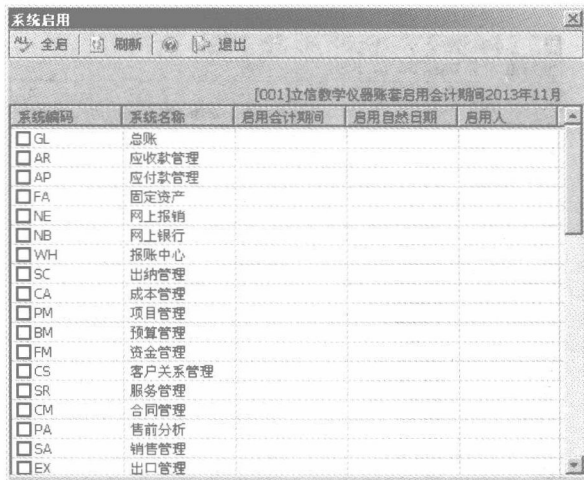 系统启用
ALL 全启 刷新 退出
[001]立信教学仪器账套启用会计期间2013年11月
系统编码 系统名称 启用会计期间 启用自然日期 启用人
GL 总账
AR 应收款管理
AP 应付款管理
FA 固定资产
NE 网上报销
NB 网上银行
WH 报账中心
SC 出纳管理
CA 成本管理
PM 项目管理
BM 预算管理
FM 资金管理
CS 客户关系管理
SR 服务管理
CM 合同管理
PA 售前分析
SA 销售管理
EX 出口管理